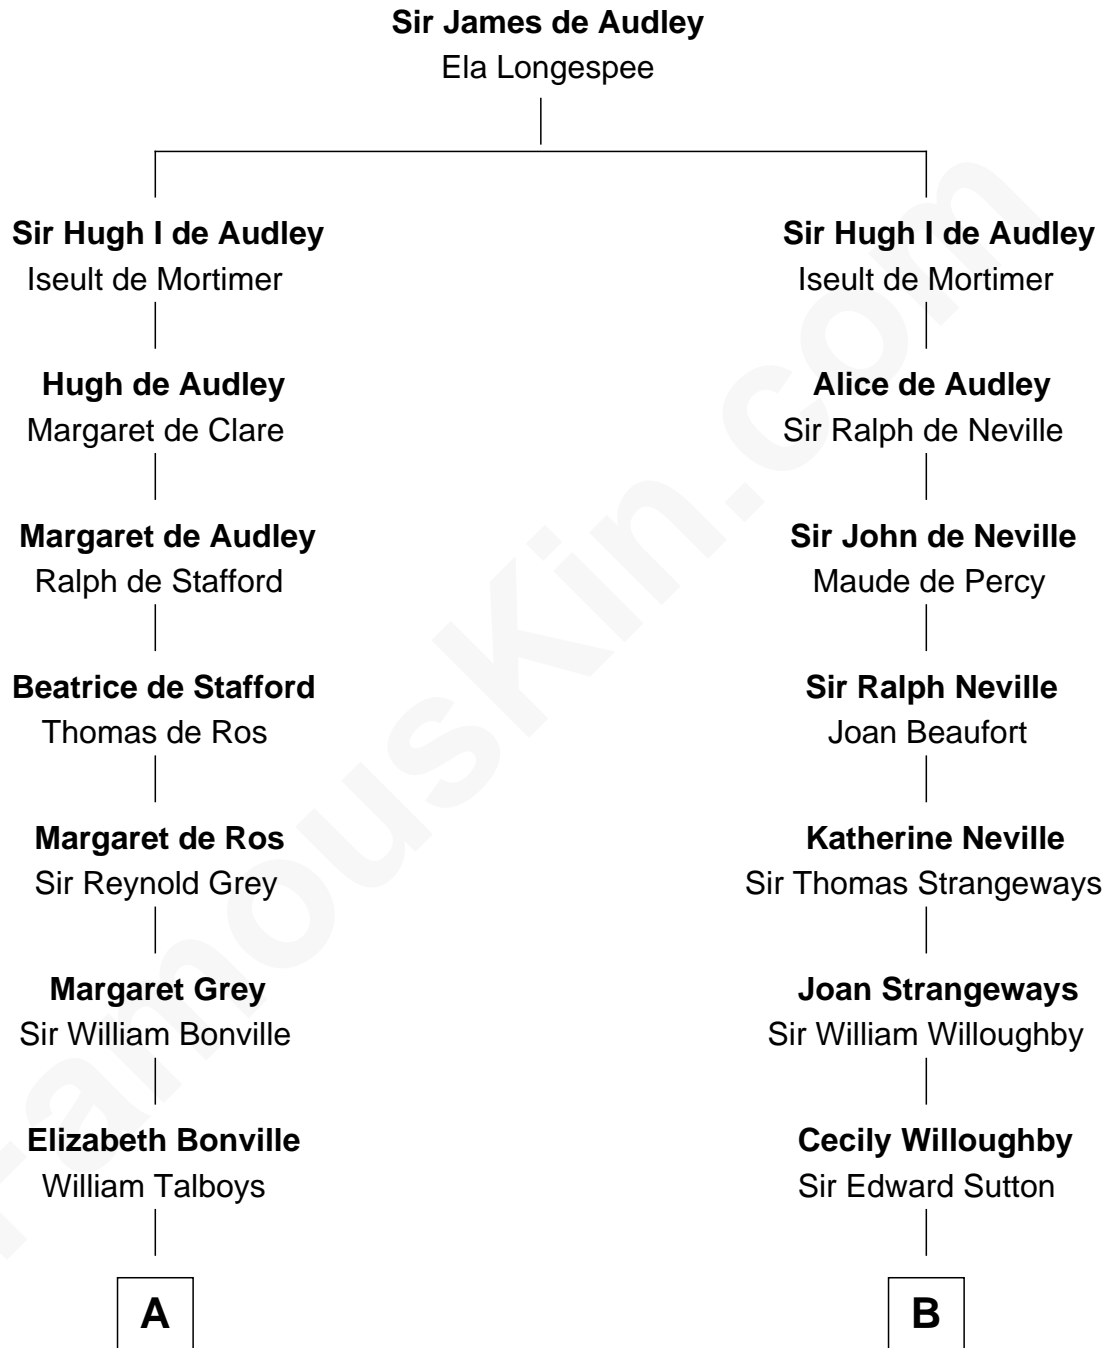 Sir James de Audley
Ela Longespee
Sir Hugh I de Audley
Iseult de Mortimer
Hugh de Audley
Margaret de Clare
Margaret de Audley
Ralph de Stafford
Beatrice de Stafford
Thomas de Ros
Margaret de Ros
Sir Reynold Grey
Margaret Grey
Sir William Bonville
Elizabeth Bonville
William Talboys
A
Sir Hugh I de Audley
Iseult de Mortimer
Alice de Audley
Sir Ralph de Neville
Sir John de Neville
Maude de Percy
Sir Ralph Neville
Joan Beaufort
Katherine Neville
Sir Thomas Strangeways
Joan Strangeways
Sir William Willoughby
Cecily Willoughby
Sir Edward Sutton
B
FamousKin.com